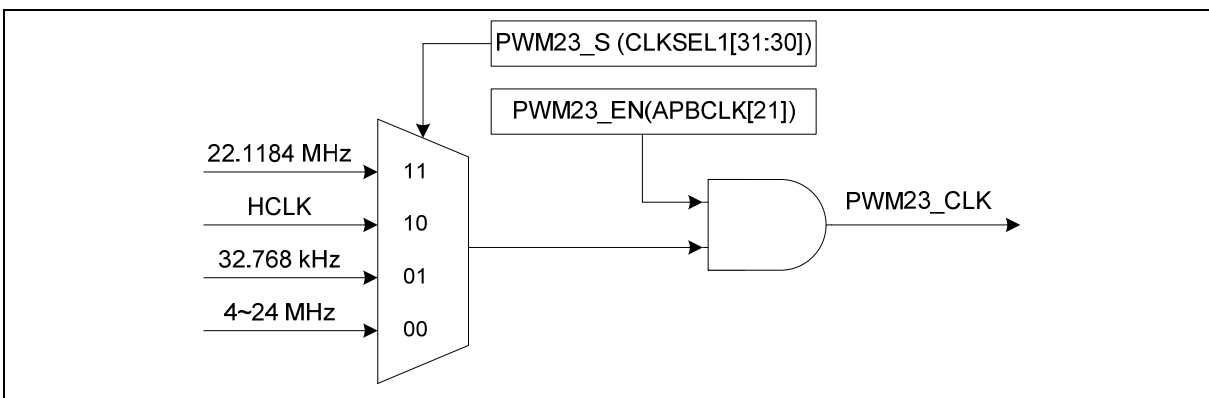 PWM23_S (CLKSEL1[31:30])
PWM23_EN(APBCLK[21])
22.1184 MHz
11
HCLK
10
PWM23_CLK
32.768 kHz
01
4~24 MHz
00